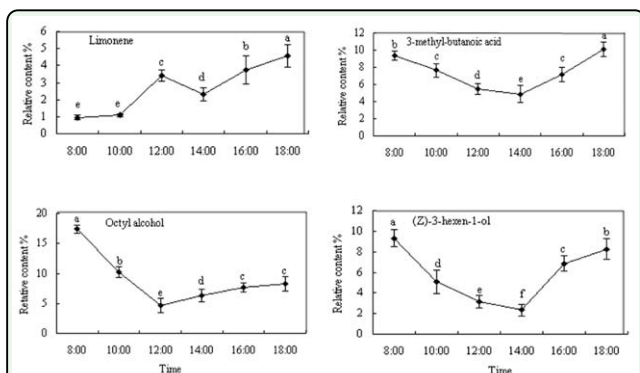 Limonene
Relative content %
6
5
4
3
2
1
0
e e c d b a
8:00 10:00 12:00 14:00 16:00 18:00
3-methyl-butanoic acid
Relative content %
12
10
8
6
4
2
0
b c d e c a
8:00 10:00 12:00 14:00 16:00 18:00
Octyl alcohol
Relative content %
20
15
10
5
0
a b e d c c
8:00 10:00 12:00 14:00 16:00 18:00
Time
(Z)-3-hexen-1-ol
Relative content %
12
10
8
6
4
2
0
a d e f c b
8:00 10:00 12:00 14:00 16:00 18:00
Time